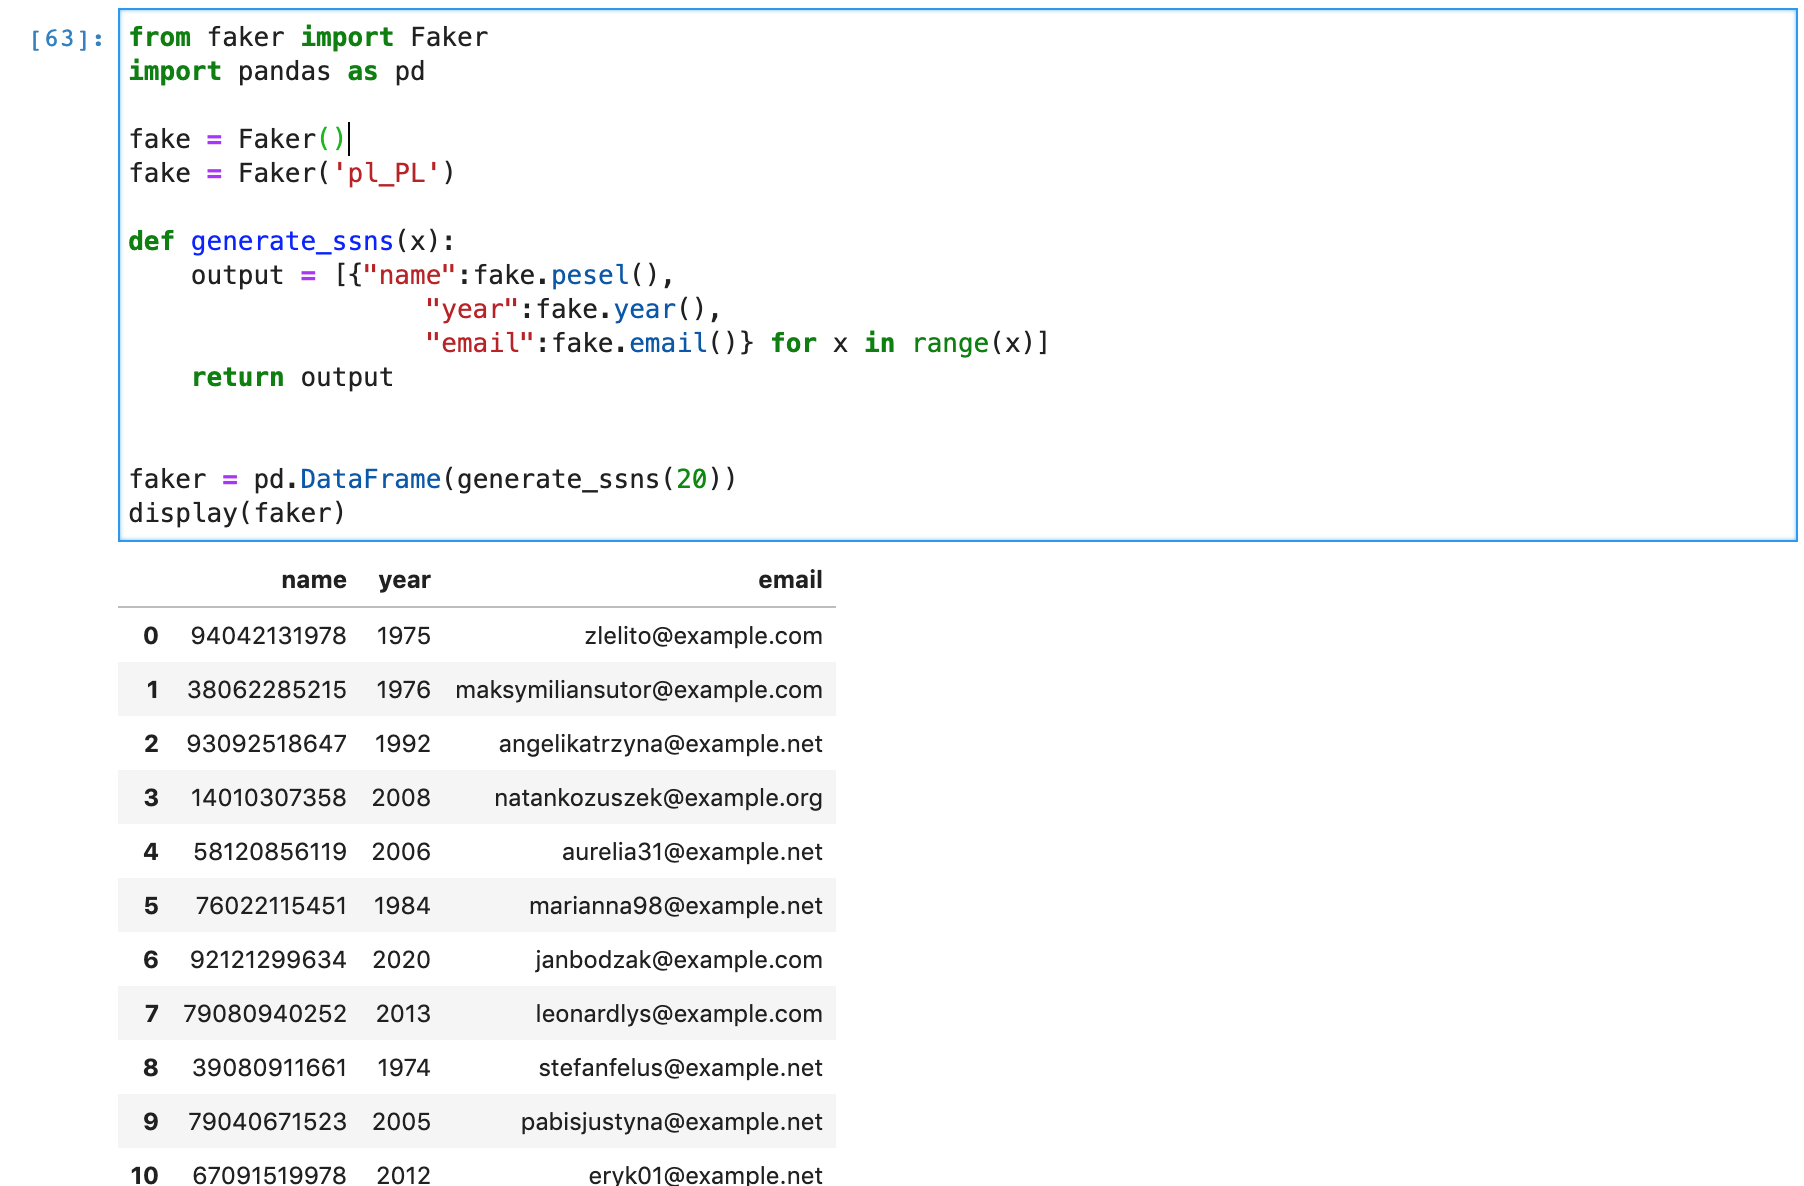 [63]: from faker import Faker
import pandas as pd
fake = Faker()
fake = Faker('pl_PL')
def generate_ssns(x):
    output = [{"name":fake.pesel(),
                   "year":fake.year(),
                   "email":fake.email()} for x in range(x)]
    return output
faker = pd.DataFrame(generate_ssns(20))
display(faker)
name year email
0 94042131978 1975 zlelito@example.com
1 38062285215 1976 maksymiliansutor@example.com
2 93092518647 1992 angelikatrzyna@example.net
3 14010307358 2008 natankozuszek@example.org
4 58120856119 2006 aurelia31@example.net
5 76022115451 1984 marianna98@example.net
6 92121299634 2020 janbodzak@example.com
7 79080940252 2013 leonardlys@example.com
8 39080911661 1974 stefanfelus@example.net
9 79040671523 2005 pabisjustyna@example.net
10 67091519978 2012 eryk01@example.net